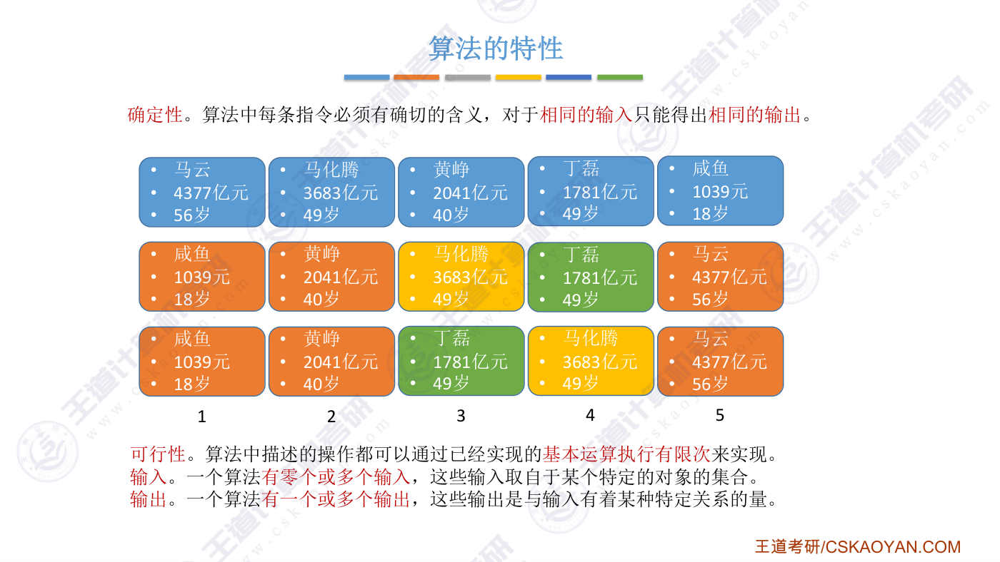 算法的特性
确定性。算法中每条指令必须有确切的含义，对于相同的输入只能得出相同的输出。
• 马云
• 4377亿元
• 56岁
• 马化腾
• 3683亿元
• 49岁
• 黄峥
• 2041亿元
• 40岁
• 丁磊
• 1781亿元
• 49岁
• 咸鱼
• 1039元
• 18岁
• 咸鱼
• 1039元
• 18岁
• 黄峥
• 2041亿元
• 40岁
• 马化腾
• 3683亿元
• 49岁
• 丁磊
• 1781亿元
• 49岁
• 马云
• 4377亿元
• 56岁
• 咸鱼
• 1039元
• 18岁
• 黄峥
• 2041亿元
• 40岁
• 丁磊
• 1781亿元
• 49岁
• 马化腾
• 3683亿元
• 49岁
• 马云
• 4377亿元
• 56岁
1 2 3 4 5
可行性。算法中描述的操作都可以通过已经实现的基本运算执行有限次来实现。
输入。一个算法有零个或多个输入，这些输入取自于某个特定的对象的集合。
输出。一个算法有一个或多个输出，这些输出是与输入有着某种特定关系的量。
王道考研/CSKAOYAN.COM
王道计算机考研
www.cskaoyan.com